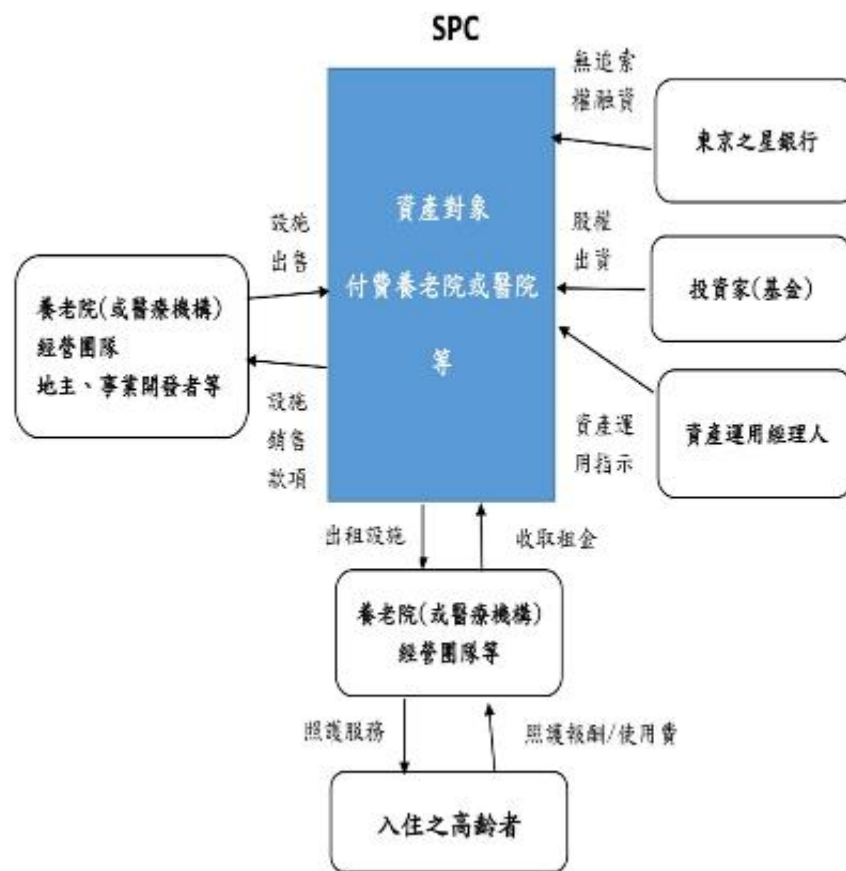 SPC
無追索
權融資
東京之星銀行
資產對象
付費養老院或醫院
等
設施
出售
股權
出資
投資家(基金)
養老院(或醫療機構)
經營團隊
地主、事業開發者等
設施
銷售
款項
資產運
用指示
資產運用經理人
出租設施
收取租金
養老院(或醫療機構)
經營團隊等
照護服務
照護報酬/使用費
入住之高齡者